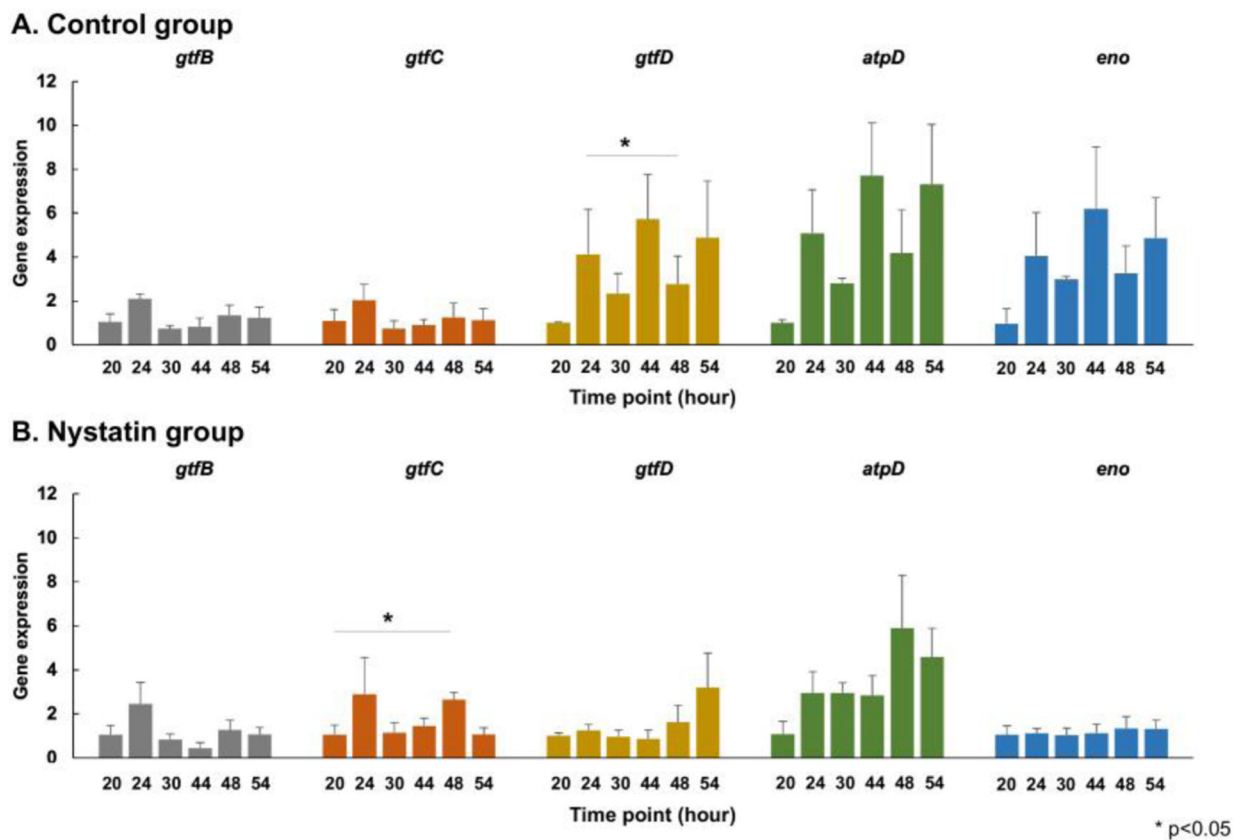 A. Control group
gtfB gtfC gtfD atpD eno
12
10
8
6
4
2
0
Gene expression
*
20 24 30 44 48 54 20 24 30 44 48 54 20 24 30 44 48 54 20 24 30 44 48 54 20 24 30 44 48 54
Time point (hour)
B. Nystatin group
gtfB gtfC gtfD atpD eno
12
10
8
6
4
2
0
Gene expression
*
20 24 30 44 48 54 20 24 30 44 48 54 20 24 30 44 48 54 20 24 30 44 48 54 20 24 30 44 48 54
Time point (hour)
* p<0.05